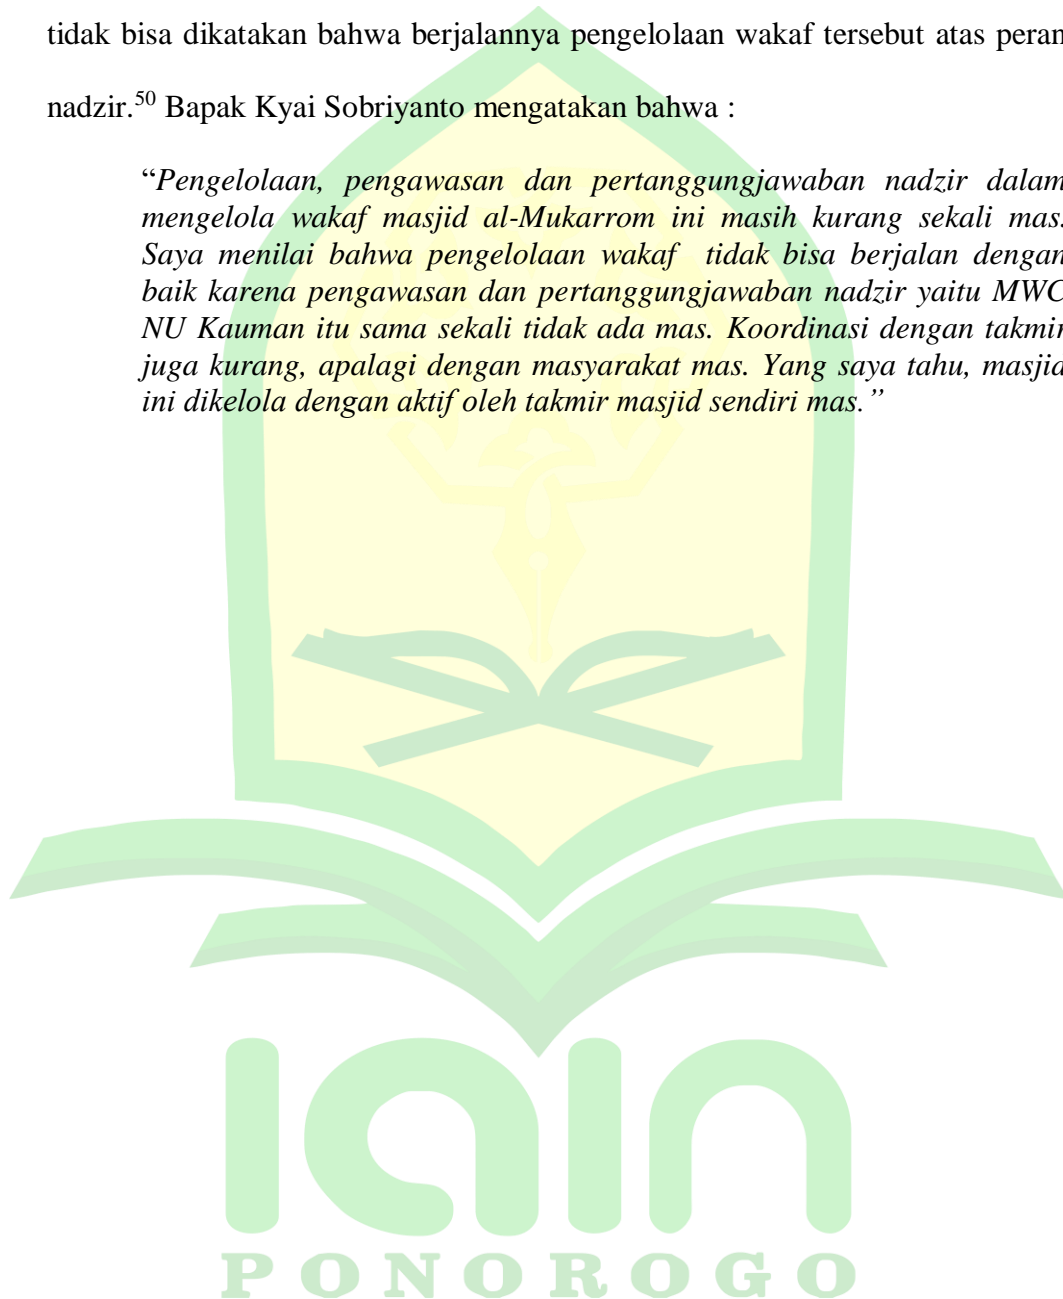 tidak bisa dikatakan bahwa berjalannya pengelolaan wakaf tersebut atas peran
nadzir.50 Bapak Kyai Sobriyanto mengatakan bahwa :
“Pengelolaan, pengawasan dan pertanggungjawaban nadzir dalam
mengelola wakaf masjid al-Mukarrom ini masih kurang sekali mas.
Saya menilai bahwa pengelolaan wakaf tidak bisa berjalan dengan
baik karena pengawasan dan pertanggungjawaban nadzir yaitu MWC
NU Kauman itu sama sekali tidak ada mas. Koordinasi dengan takmir
juga kurang, apalagi dengan masyarakat mas. Yang saya tahu, masjid
ini dikelola dengan aktif oleh takmir masjid sendiri mas.”
iain
PONOROGO